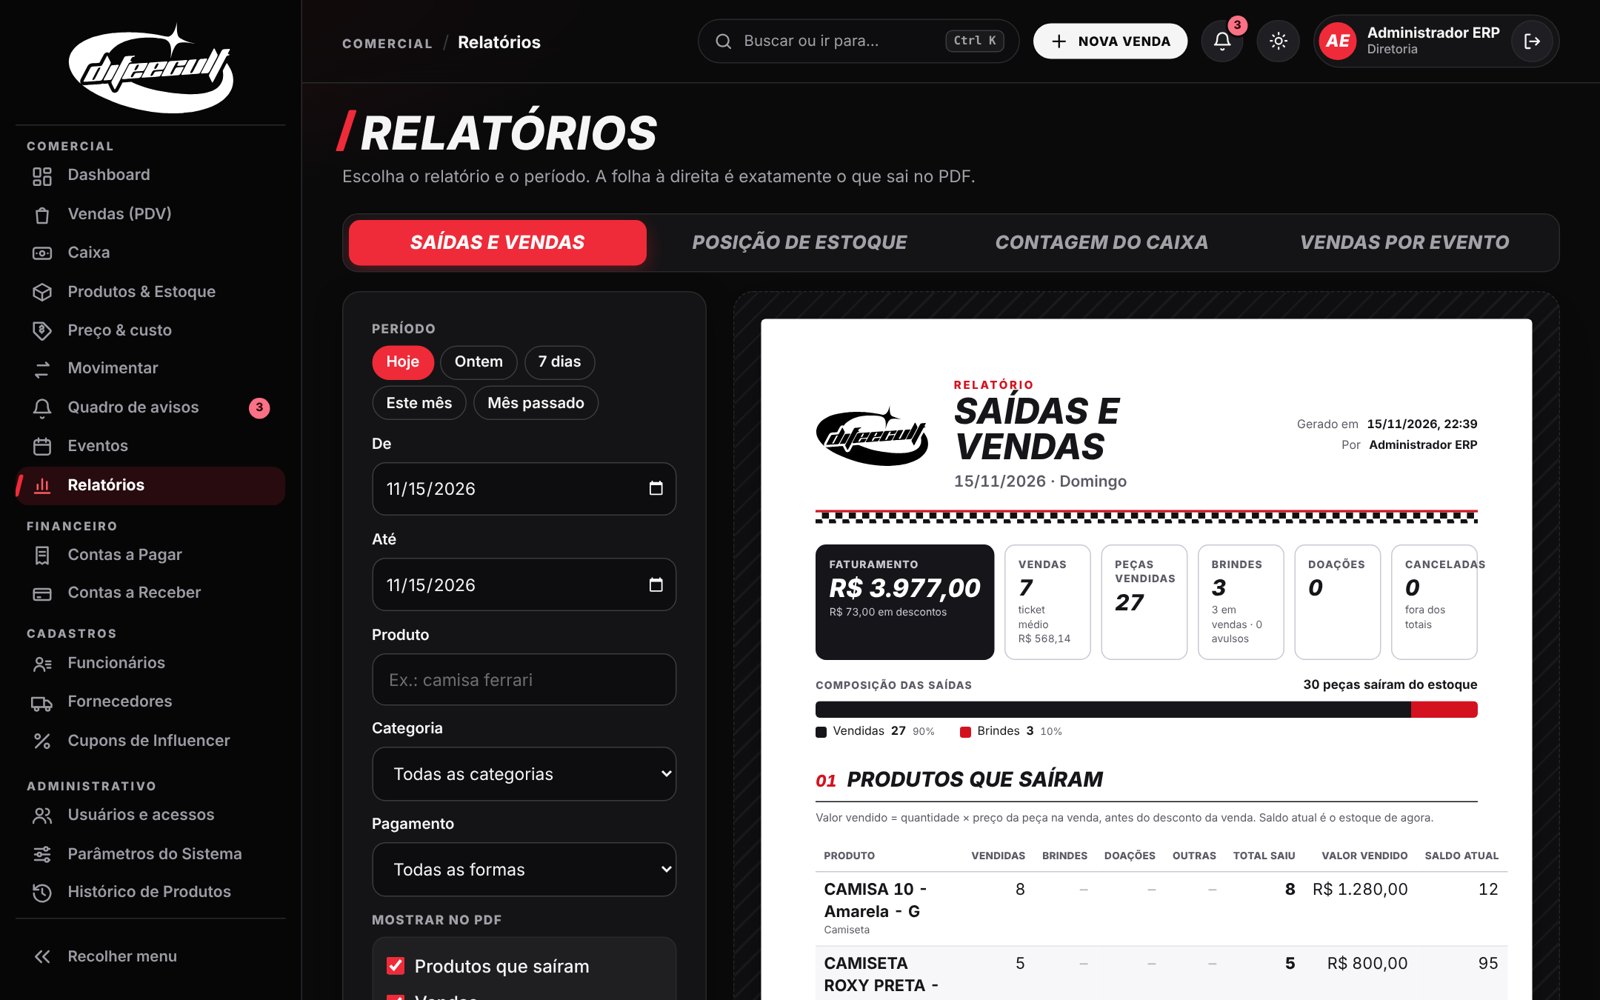 difeecult
COMERCIAL
Dashboard
Vendas (PDV)
Caixa
Produtos & Estoque
Preço & custo
Movimentar
Quadro de avisos 3
Eventos
Relatórios
FINANCEIRO
Contas a Pagar
Contas a Receber
CADASTROS
Funcionários
Fornecedores
Cupons de Influencer
ADMINISTRATIVO
Usuários e acessos
Parâmetros do Sistema
Histórico de Produtos
Recolher menu
COMERCIAL / Relatórios
Buscar ou ir para... Ctrl K
NOVA VENDA
3
AE
Administrador ERP
Diretoria
/RELATÓRIOS
Escolha o relatório e o período. A folha à direita é exatamente o que sai no PDF.
SAÍDAS E VENDAS POSIÇÃO DE ESTOQUE CONTAGEM DO CAIXA VENDAS POR EVENTO
PERÍODO
Hoje Ontem 7 dias
Este mês Mês passado
De
11/15/2026
Até
11/15/2026
Produto
Ex.: camisa ferrari
Categoria
Todas as categorias
Pagamento
Todas as formas
MOSTRAR NO PDF
Produtos que saíram
Vendas
difeecult
RELATÓRIO
SAÍDAS E
VENDAS
15/11/2026 · Domingo
Gerado em 15/11/2026, 22:39
Por Administrador ERP
FATURAMENTO
R$ 3.977,00
R$ 73,00 em descontos
VENDAS
7
ticket
médio
R$ 568,14
PEÇAS
VENDIDAS
27
BRINDES
3
3 em
vendas · 0
avulsos
DOAÇÕES
0
CANCELADAS
0
fora dos
totais
COMPOSIÇÃO DAS SAÍDAS 30 peças saíram do estoque
Vendidas 27 90% Brindes 3 10%
01 PRODUTOS QUE SAÍRAM
Valor vendido = quantidade × preço da peça na venda, antes do desconto da venda. Saldo atual é o estoque de agora.
PRODUTO VENDIDAS BRINDES DOAÇÕES OUTRAS TOTAL SAIU VALOR VENDIDO SALDO ATUAL
CAMISA 10 - 8 – – – 8 R$ 1.280,00 12
Amarela - G
Camiseta
CAMISETA 5 – – – 5 R$ 800,00 95
ROXY PRETA -